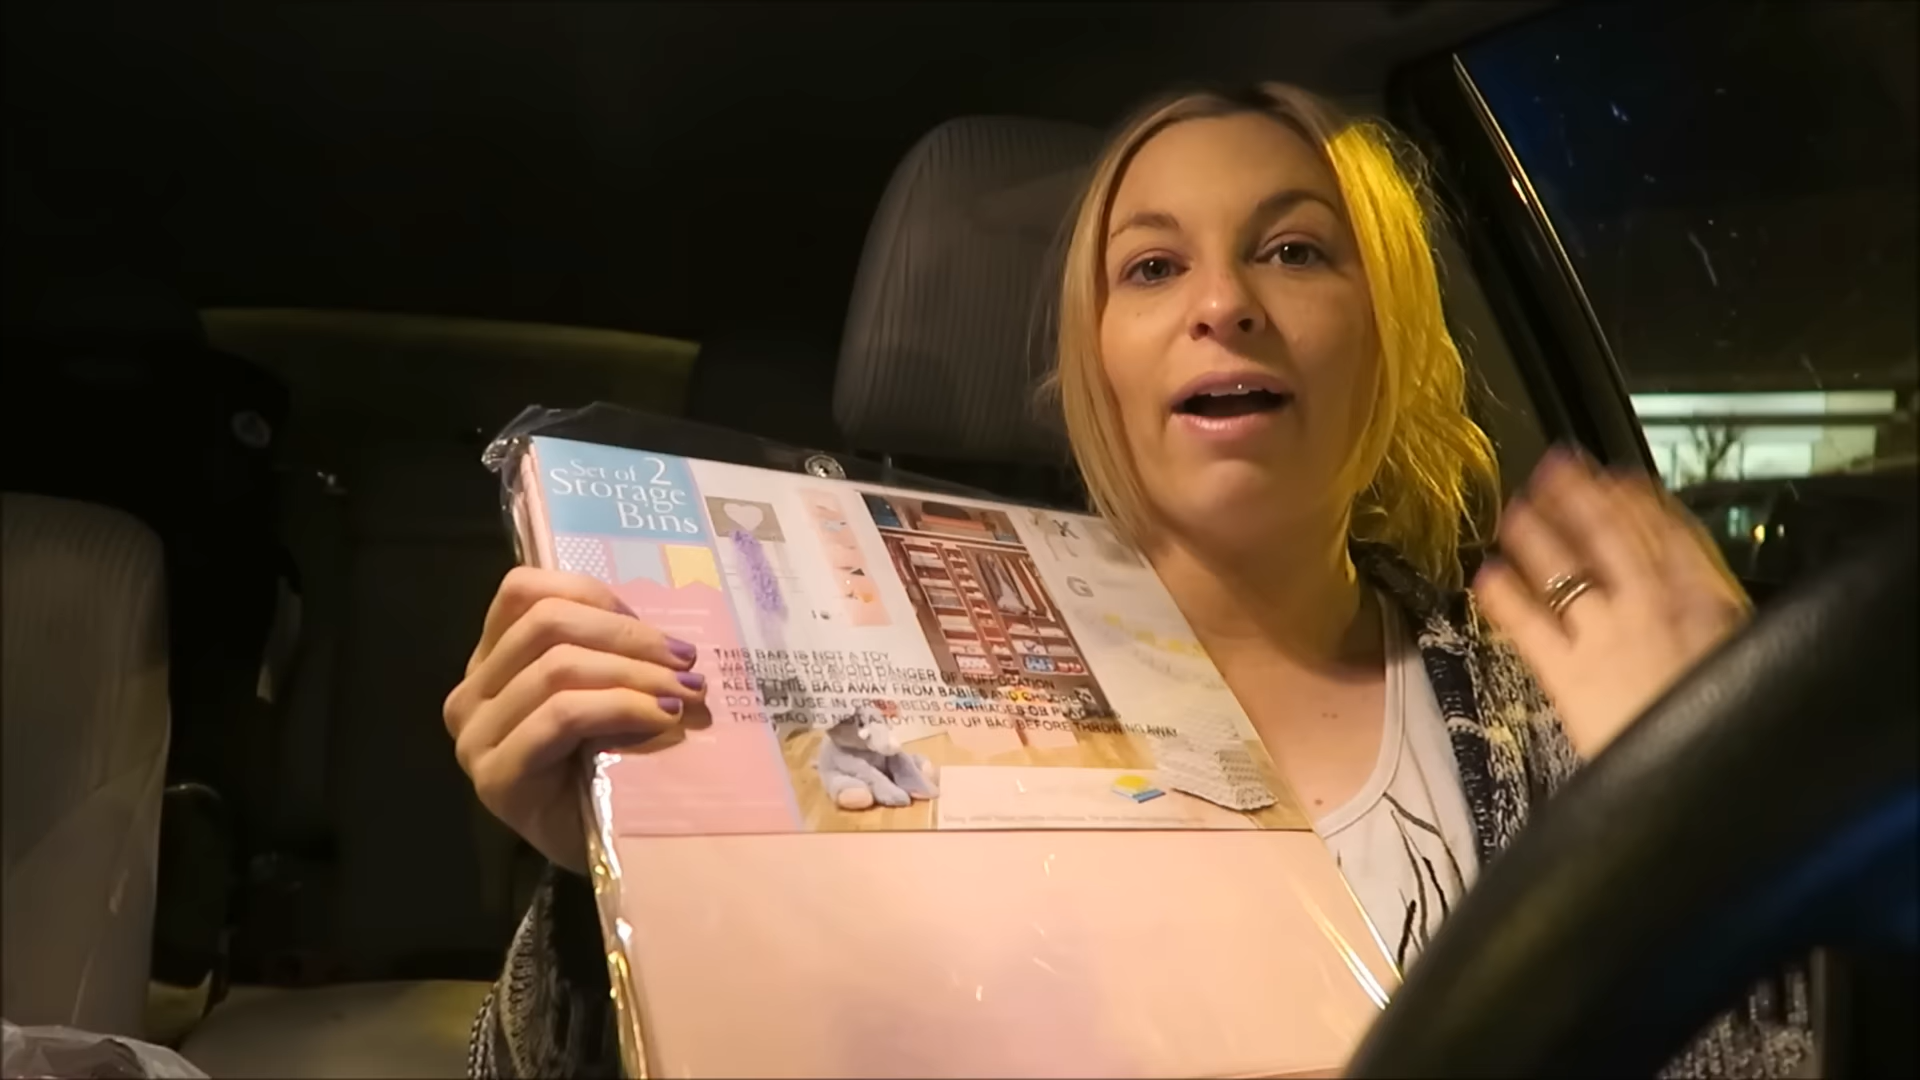 Set of 2
Storage
Bins
K
G
THIS BAG IS NOT A TOY
WARNING: TO AVOID DANGER OF SUFFOCATION
KEEP THIS BAG AWAY FROM BABIES AND CHILDREN
DO NOT USE IN CRIBS BEDS CARRIAGES OR
THIS BAG IS NOT A TOY! TEAR UP BAG BEFORE THROWING AWAY